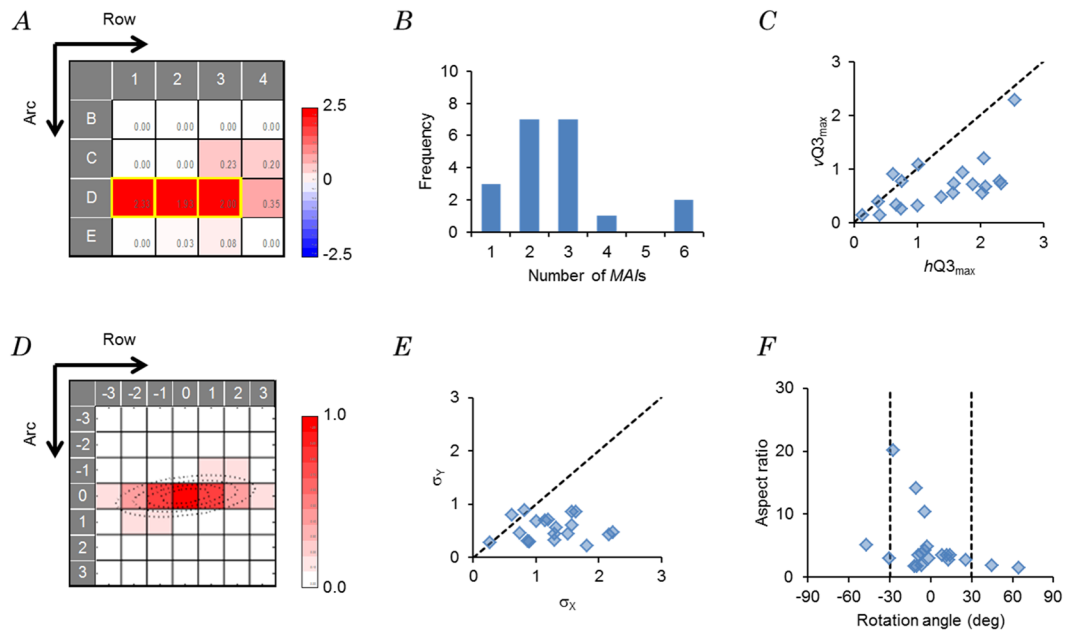 A
Row
Arc
1 2 3 4
B 0.00 0.00 0.00 0.00
C 0.00 0.00 0.23 0.20
D 0.35
E 0.00 0.03 0.08 0.00
2.5
0
-2.5
B
Frequency
10
8
6
4
2
0
1 2 3 4 5 6
Number of MAIs
C
vQ3max
3
2
1
0
0 1 2 3
hQ3max
D
Row
Arc
-3 -2 -1 0 1 2 3
-3
-2
-1
0
1
2
3
1.0
0.0
E
σY
3
2
1
0
0 1 2 3
σX
F
Aspect ratio
30
20
10
0
-90 -60 -30 0 30 60 90
Rotation angle (deg)